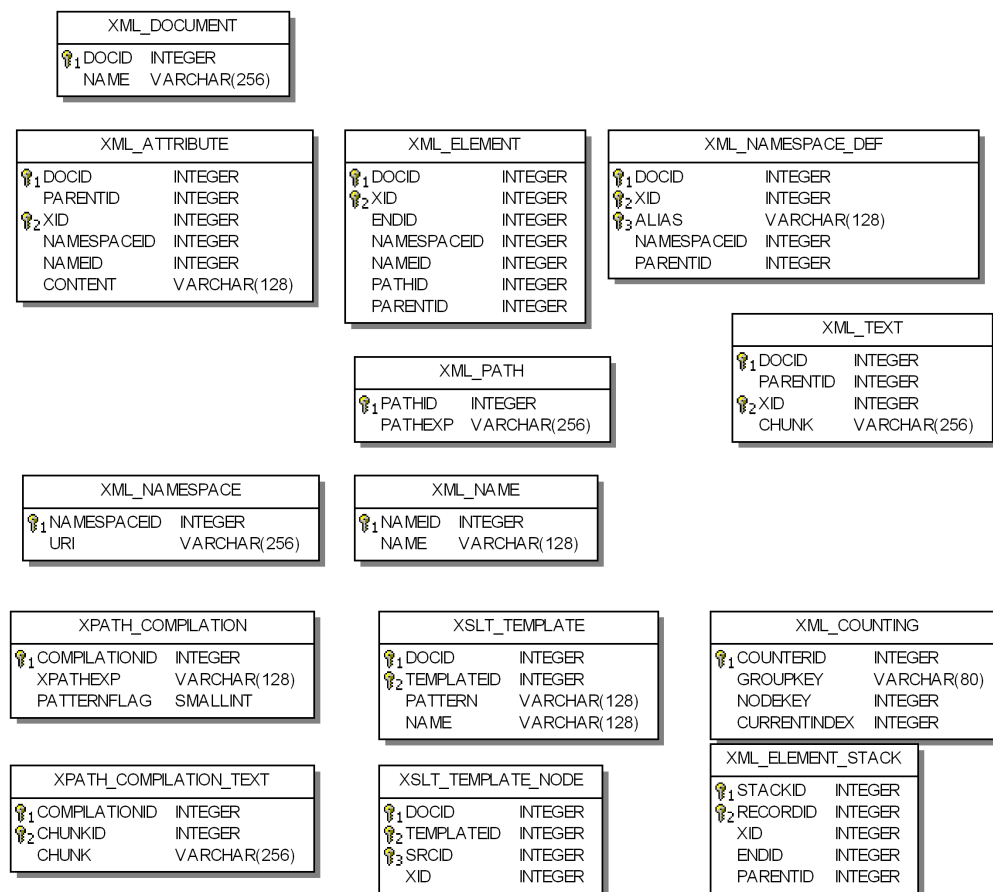 XML_DOCUMENT
1 DOCID INTEGER
NAME VARCHAR(256)
XML_ATTRIBUTE
1 DOCID INTEGER
PARENTID INTEGER
2 XID INTEGER
NAMESPACEID INTEGER
NAMEID INTEGER
CONTENT VARCHAR(128)
XML_ELEMENT
1 DOCID INTEGER
2 XID INTEGER
ENDID INTEGER
NAMESPACEID INTEGER
NAMEID INTEGER
PATHID INTEGER
PARENTID INTEGER
XML_NAMESPACE_DEF
1 DOCID INTEGER
2 XID INTEGER
3 ALIAS VARCHAR(128)
NAMESPACEID INTEGER
PARENTID INTEGER
XML_TEXT
1 DOCID INTEGER
PARENTID INTEGER
2 XID INTEGER
CHUNK VARCHAR(256)
XML_PATH
1 PATHID INTEGER
PATHEXP VARCHAR(256)
XML_NAMESPACE
1 NAMESPACEID INTEGER
URI VARCHAR(256)
XML_NAME
1 NAMEID INTEGER
NAME VARCHAR(128)
XPATH_COMPILATION
1 COMPILATIONID INTEGER
XPATHEXP VARCHAR(128)
PATTERNFLAG SMALLINT
XSLT_TEMPLATE
1 DOCID INTEGER
2 TEMPLATEID INTEGER
PATTERN VARCHAR(128)
NAME VARCHAR(128)
XML_COUNTING
1 COUNTERID INTEGER
GROUPKEY VARCHAR(80)
NODEKEY INTEGER
CURRENTINDEX INTEGER
XPATH_COMPILATION_TEXT
1 COMPILATIONID INTEGER
2 CHUNKID INTEGER
CHUNK VARCHAR(256)
XSLT_TEMPLATE_NODE
1 DOCID INTEGER
2 TEMPLATEID INTEGER
3 SRCID INTEGER
XID INTEGER
XML_ELEMENT_STACK
1 STACKID INTEGER
2 RECORDID INTEGER
XID INTEGER
ENDID INTEGER
PARENTID INTEGER